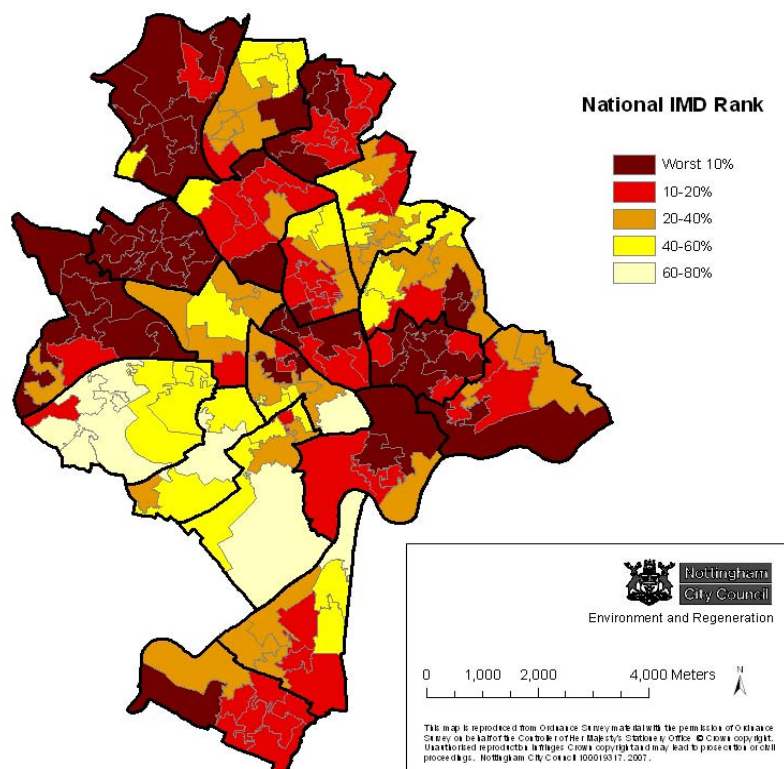 National IMD Rank
Worst 10%
10-20%
20-40%
40-60%
60-80%
Nottingham
City Council
Environment and Regeneration
0 1,000 2,000 4,000 Meters
N
This map is reproduced from Ordnance Survey material with the permission of Ordnance
Survey on behalf of the Controller of Her Majesty's Stationery Office © Crown copyright.
Unauthorised reproduction infringes Crown copyright and may lead to prosecution or civil
proceedings. Nottingham City Council 100019317. 2007.